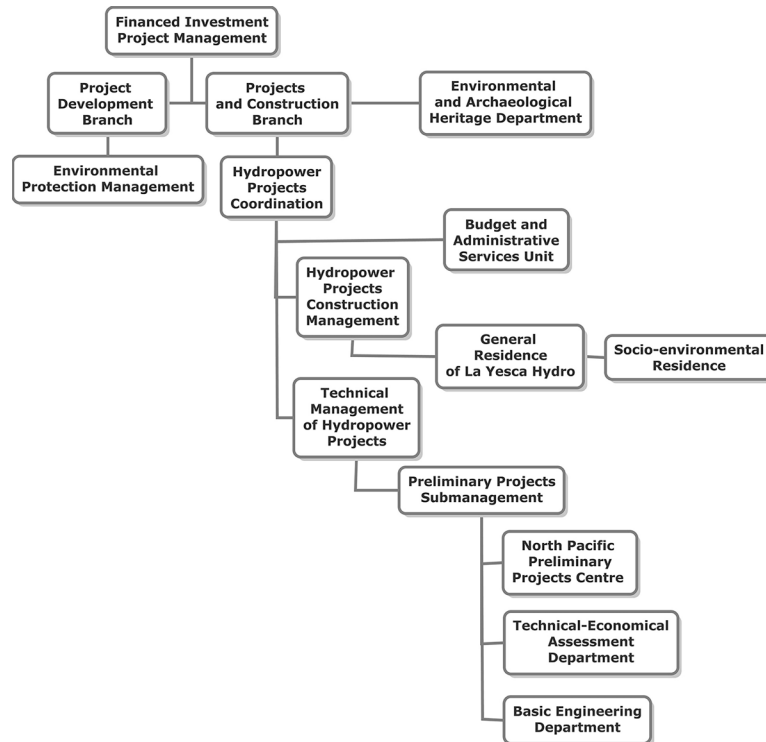 Financed Investment
Project Management
Project
Development
Branch
Projects
and Construction
Branch
Environmental
and Archaeological
Heritage Department
Environmental
Protection Management
Hydropower
Projects
Coordination
Budget and
Administrative
Services Unit
Hydropower
Projects
Construction
Management
General
Residence
of La Yesca Hydro
Socio-environmental
Residence
Technical
Management
of Hydropower
Projects
Preliminary Projects
Submanagement
North Pacific
Preliminary
Projects Centre
Technical-Economical
Assessment
Department
Basic Engineering
Department